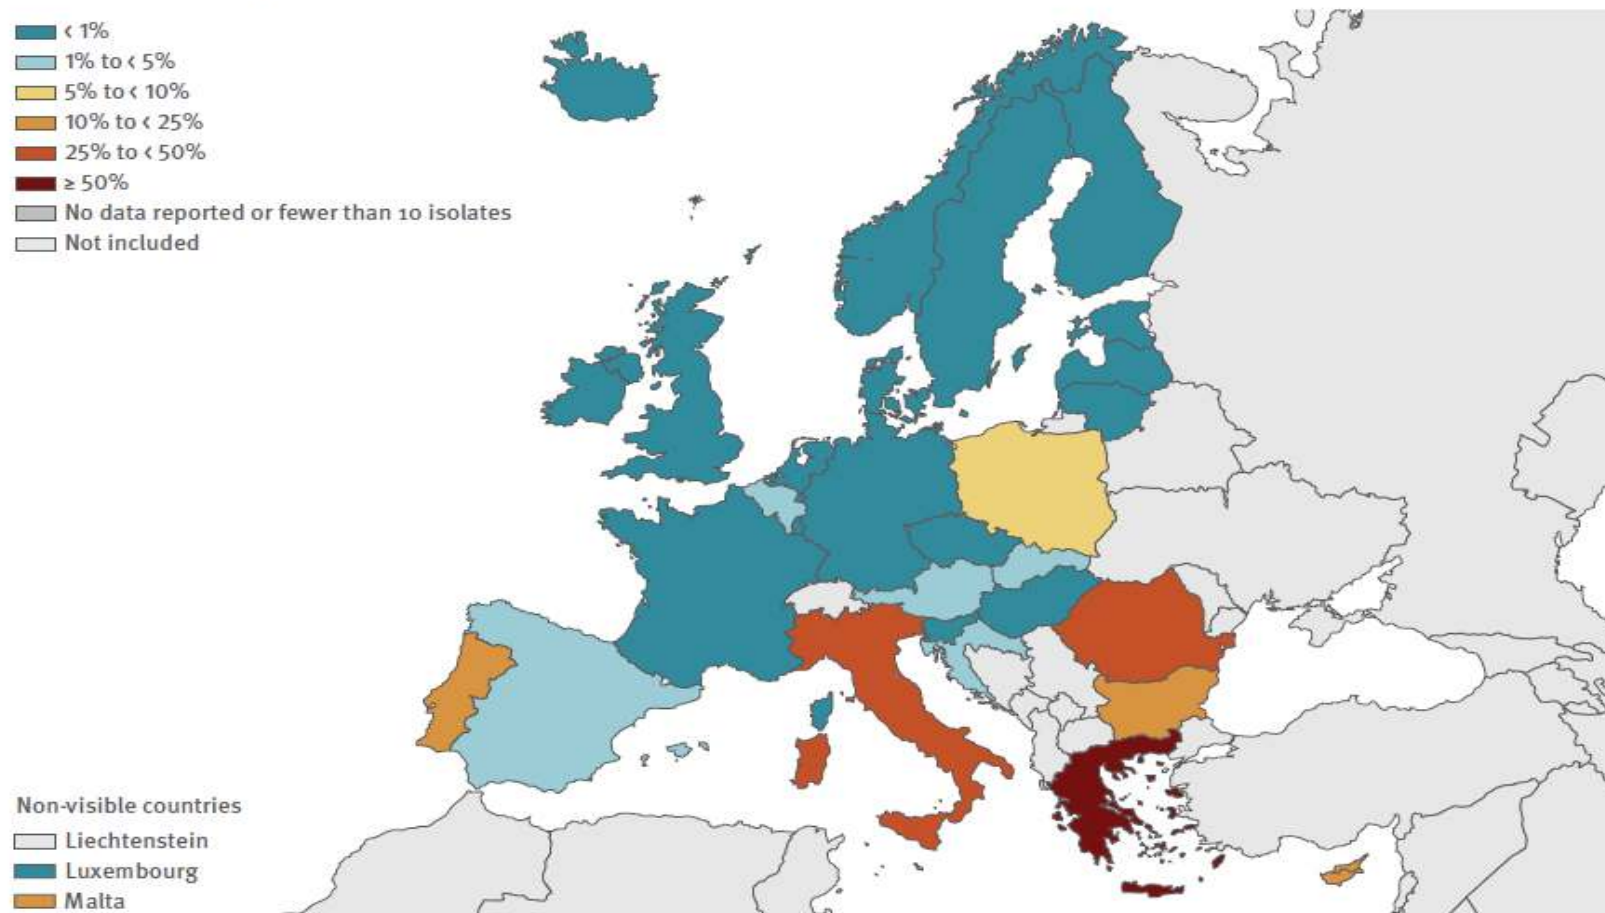 < 1%
1% to < 5%
5% to < 10%
10% to < 25%
25% to < 50%
≥ 50%
No data reported or fewer than 10 isolates
Not included
Non-visible countries
Liechtenstein
Luxembourg
Malta